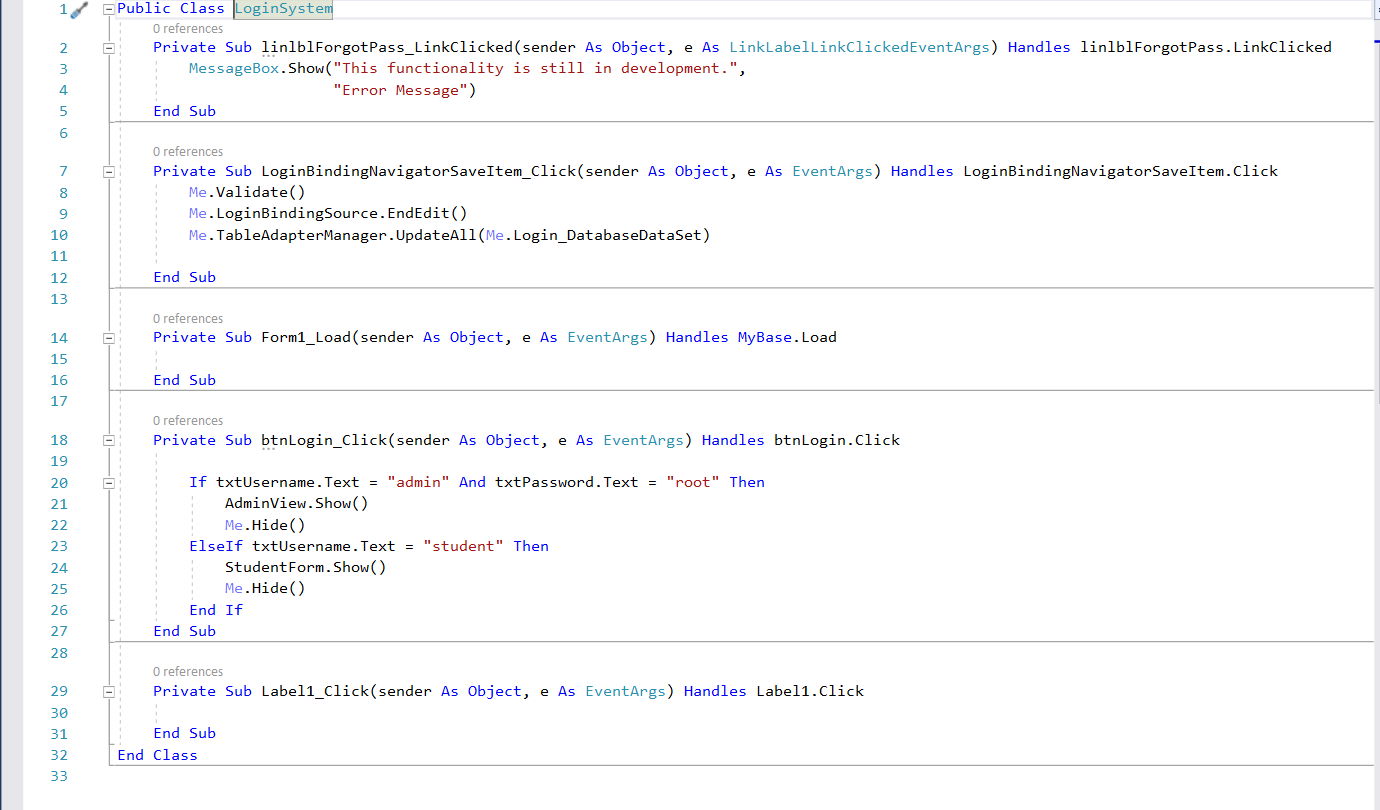 1 Public Class LoginSystem
0 references
2 Private Sub linlblForgotPass_LinkClicked(sender As Object, e As LinkLabelLinkClickedEventArgs) Handles linlblForgotPass.LinkClicked
3 MessageBox.Show("This functionality is still in development.",
4 "Error Message")
5 End Sub
6
0 references
7 Private Sub LoginBindingNavigatorSaveItem_Click(sender As Object, e As EventArgs) Handles LoginBindingNavigatorSaveItem.Click
8 Me.Validate()
9 Me.LoginBindingSource.EndEdit()
10 Me.TableAdapterManager.UpdateAll(Me.Login_DatabaseDataSet)
11
12 End Sub
13
0 references
14 Private Sub Form1_Load(sender As Object, e As EventArgs) Handles MyBase.Load
15
16 End Sub
17
0 references
18 Private Sub btnLogin_Click(sender As Object, e As EventArgs) Handles btnLogin.Click
19
20 If txtUsername.Text = "admin" And txtPassword.Text = "root" Then
21 AdminView.Show()
22 Me.Hide()
23 ElseIf txtUsername.Text = "student" Then
24 StudentForm.Show()
25 Me.Hide()
26 End If
27 End Sub
28
0 references
29 Private Sub Label1_Click(sender As Object, e As EventArgs) Handles Label1.Click
30
31 End Sub
32 End Class
33